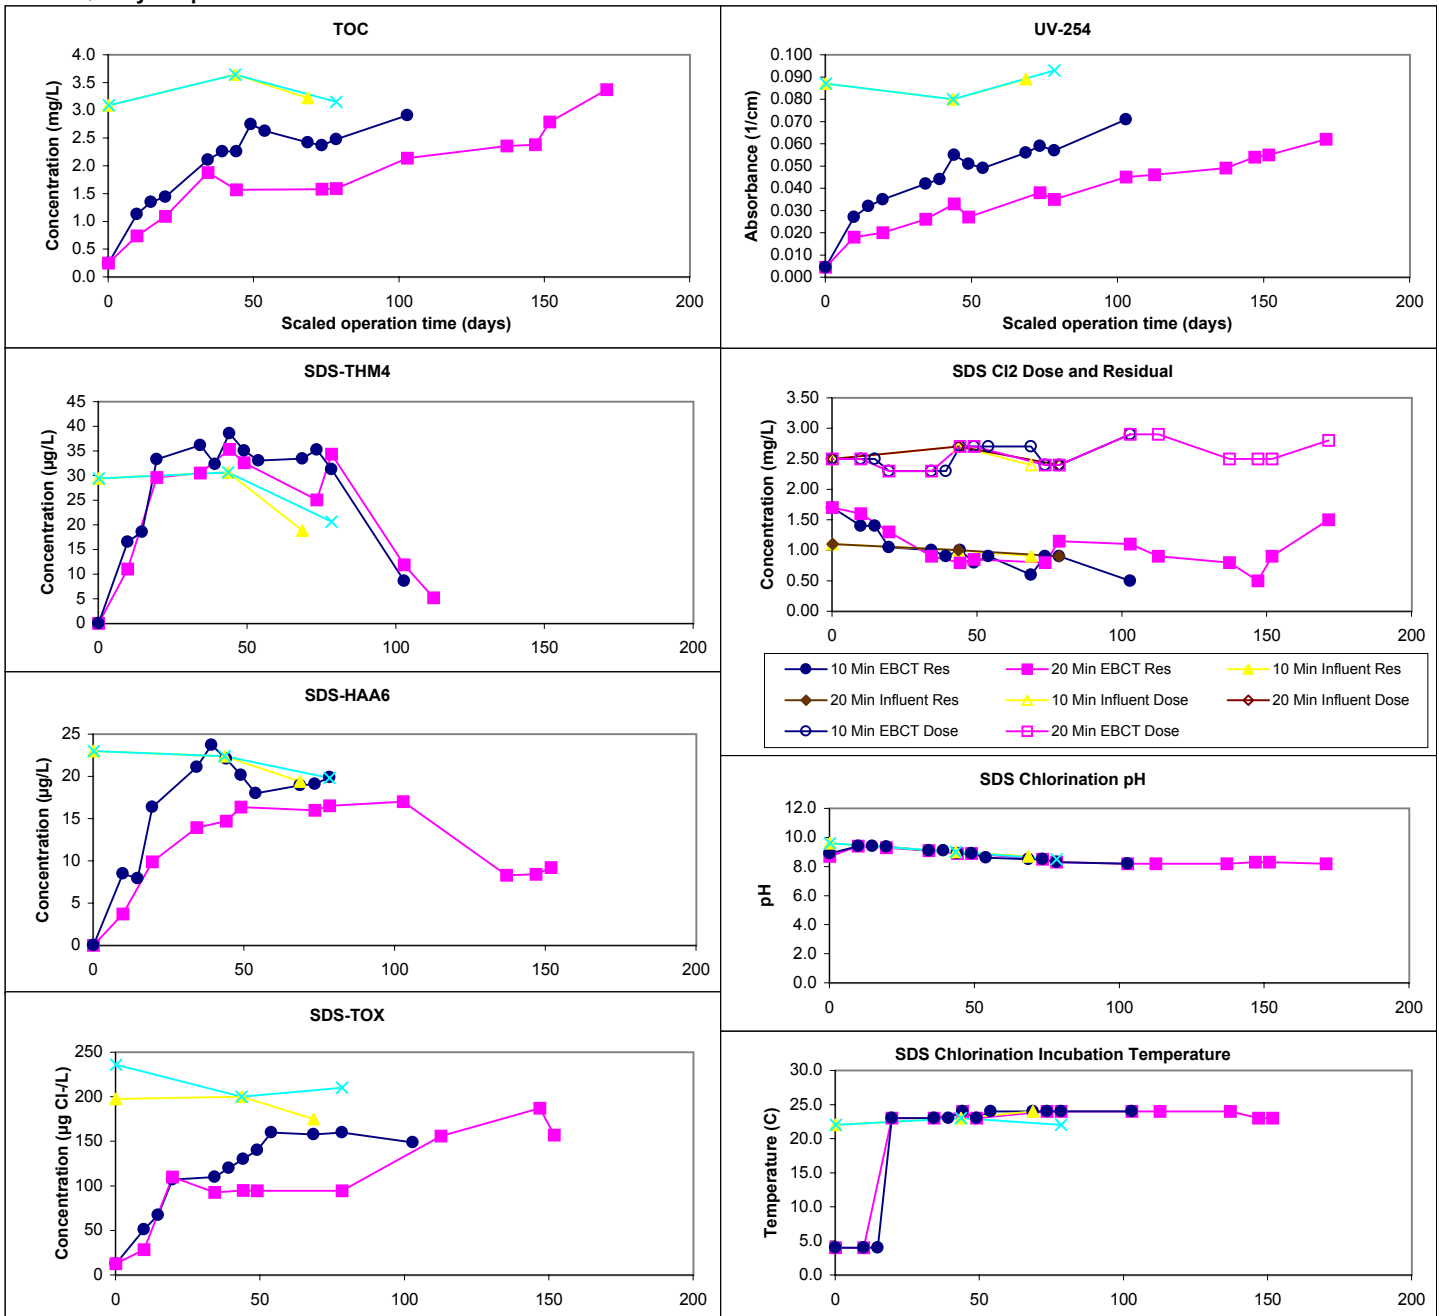 TOC
4.0
3.5
3.0
2.5
2.0
1.5
1.0
0.5
0.0
Concentration (mg/L)
0 50 100 150 200
Scaled operation time (days)
UV-254
0.100
0.090
0.080
0.070
0.060
0.050
0.040
0.030
0.020
0.010
0.000
Absorbance (1/cm)
0 50 100 150 200
Scaled operation time (days)
SDS-THM4
45
40
35
30
25
20
15
10
5
0
Concentration (µg/L)
0 50 100 150 200
SDS Cl2 Dose and Residual
3.50
3.00
2.50
2.00
1.50
1.00
0.50
0.00
Concentration (mg/L)
0 50 100 150 200
10 Min EBCT Res 20 Min EBCT Res 10 Min Influent Res
20 Min Influent Res 10 Min Influent Dose 20 Min Influent Dose
10 Min EBCT Dose 20 Min EBCT Dose
SDS-HAA6
25
20
15
10
5
0
Concentration (µg/L)
0 50 100 150 200
SDS Chlorination pH
12.0
10.0
8.0
6.0
4.0
2.0
0.0
pH
0 50 100 150 200
SDS-TOX
250
200
150
100
50
0
Concentration (µg Cl-/L)
0 50 100 150 200
SDS Chlorination Incubation Temperature
30.0
25.0
20.0
15.0
10.0
5.0
0.0
Temperature (C)
0 50 100 150 200